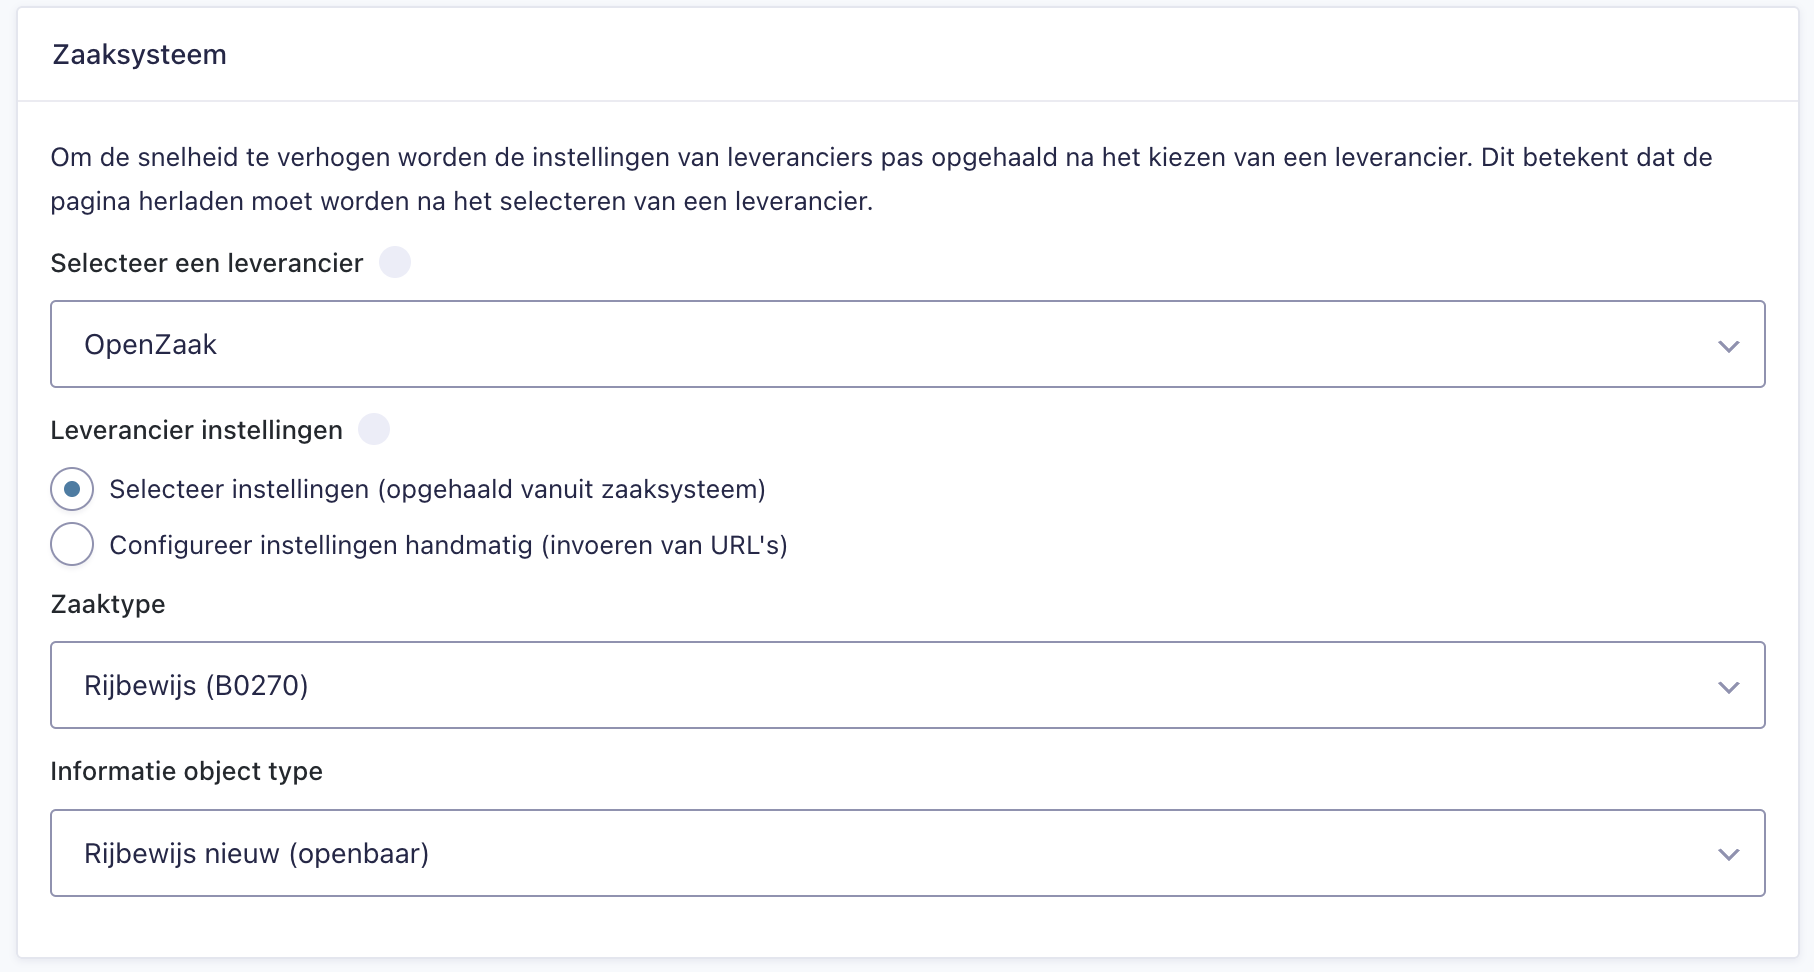 Zaaksysteem
Om de snelheid te verhogen worden de instellingen van leveranciers pas opgehaald na het kiezen van een leverancier. Dit betekent dat de
pagina herladen moet worden na het selecteren van een leverancier.
Selecteer een leverancier
OpenZaak
Leverancier instellingen
Selecteer instellingen (opgehaald vanuit zaaksysteem)
Configureer instellingen handmatig (invoeren van URL's)
Zaaktype
Rijbewijs (B0270)
Informatie object type
Rijbewijs nieuw (openbaar)